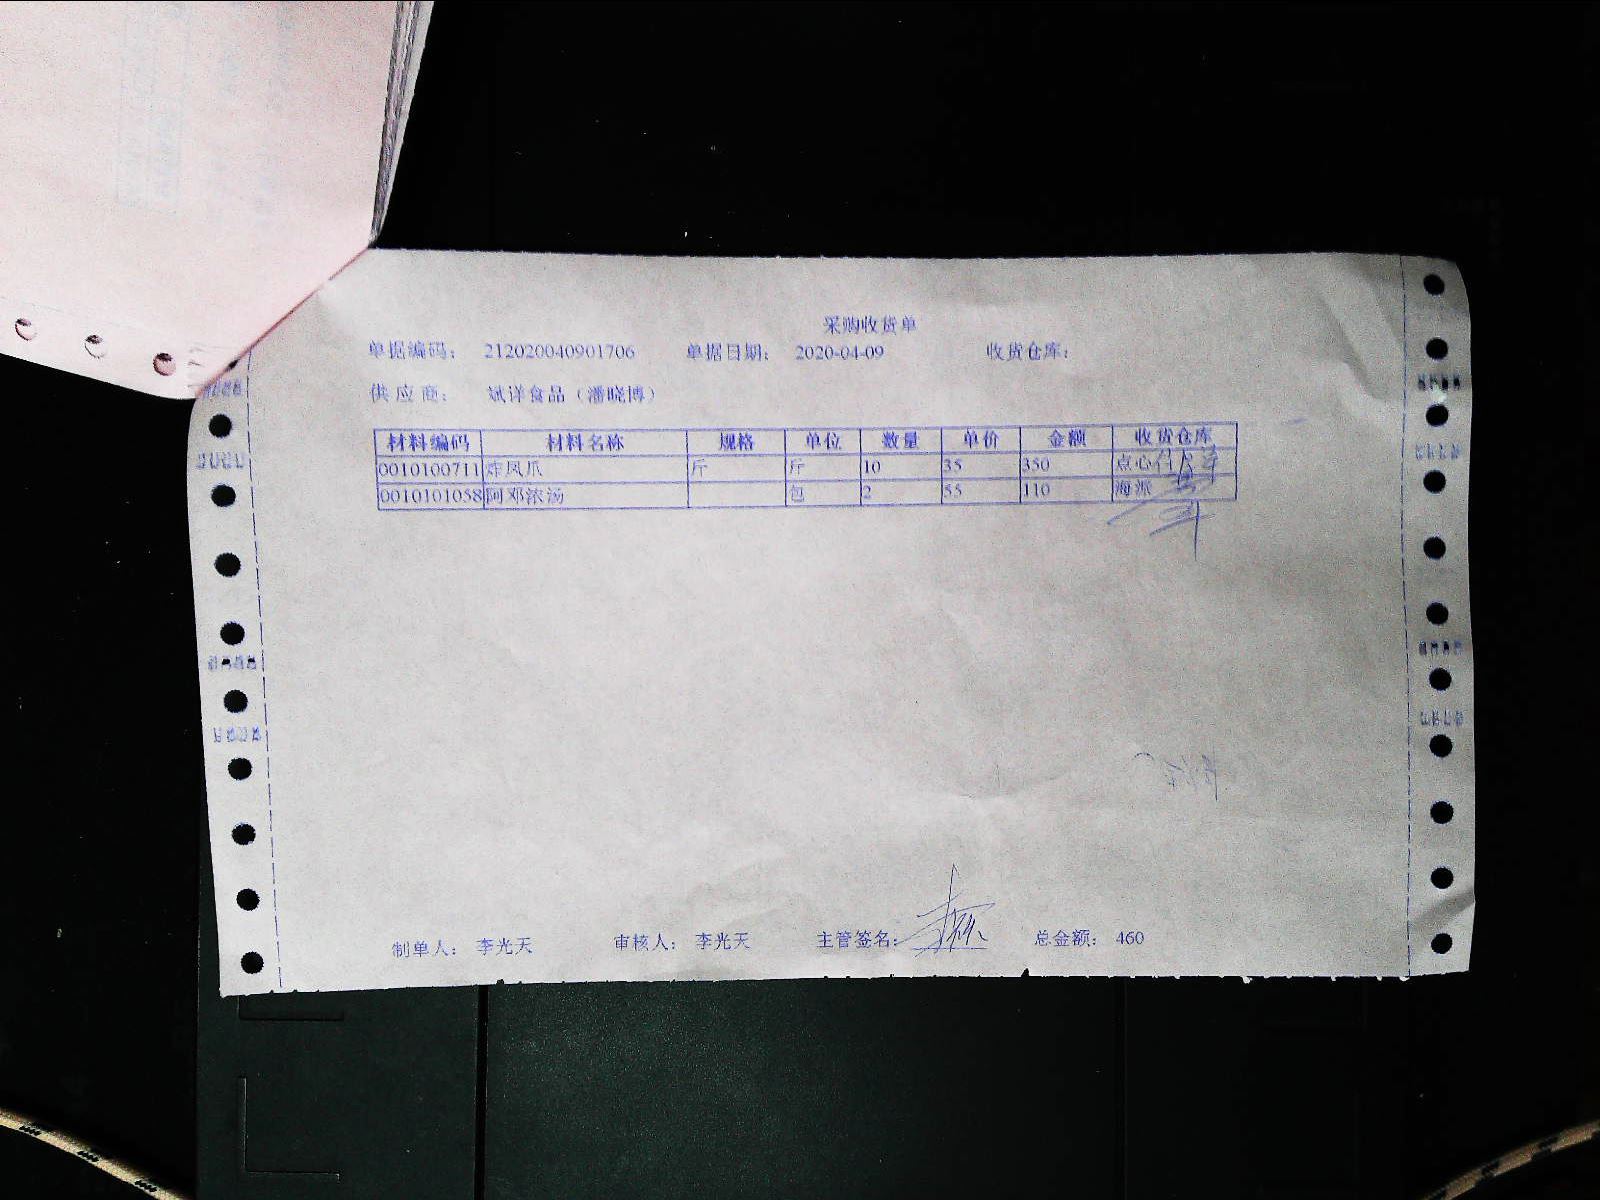 采购收货单
单据编码： 212020040901706 单据日期： 2020-04-09 收货仓库：
供应商： 斌详食品（潘晓博）
材料编码 材料名称 规格 单位 数量 单价 金额 收货仓库
0010100711 炸凤爪 斤 斤 10 35 350 点心
0010101058 阿邓浓汤 包 2 55 110 海派
制单人： 李光天 审核人： 李光天 主管签名： 总金额： 460